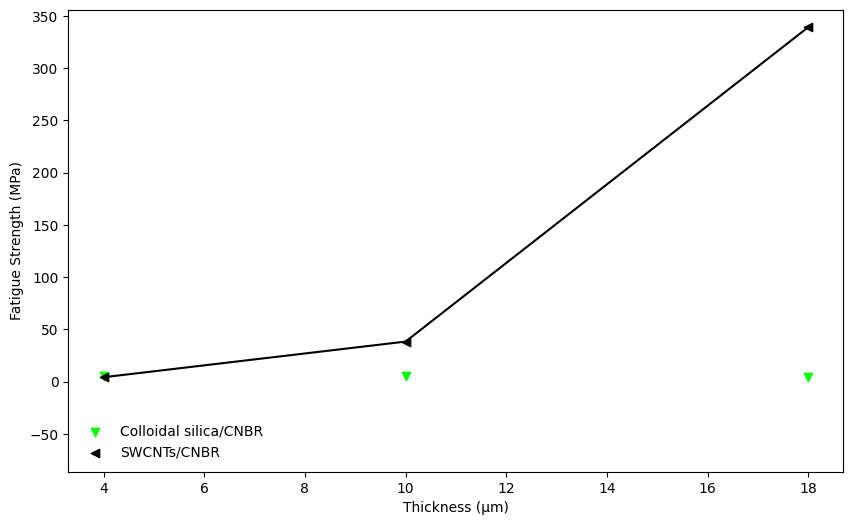 350
300
250
200
150
100
50
0
−50
Fatigue Strength (MPa)
Colloidal silica/CNBR
SWCNTs/CNBR
4 6 8 10 12 14 16 18
Thickness (μm)